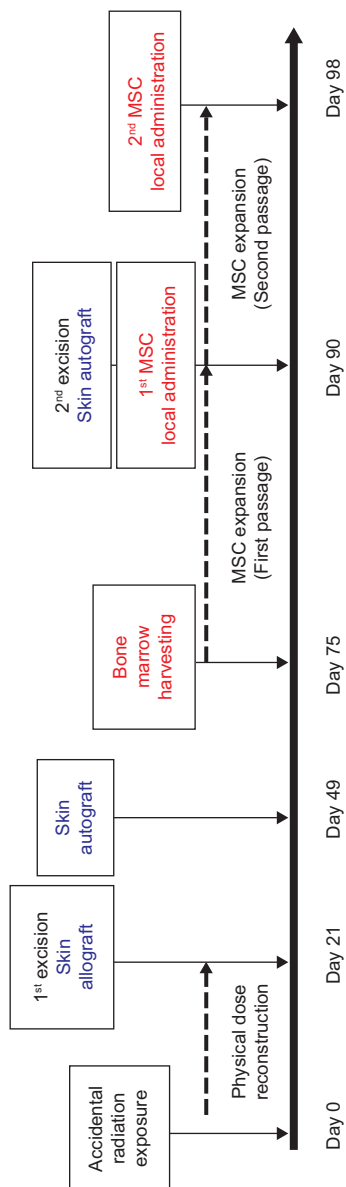 Accidental
radiation
exposure
1st excision
Skin
allograft
Skin
autograft
Bone
marrow
harvesting
2nd excision
Skin autograft
1st MSC
local administration
2nd MSC
local administration
Physical dose
reconstruction
MSC expansion
(First passage)
MSC expansion
(Second passage)
Day 0
Day 21
Day 49
Day 75
Day 90
Day 98